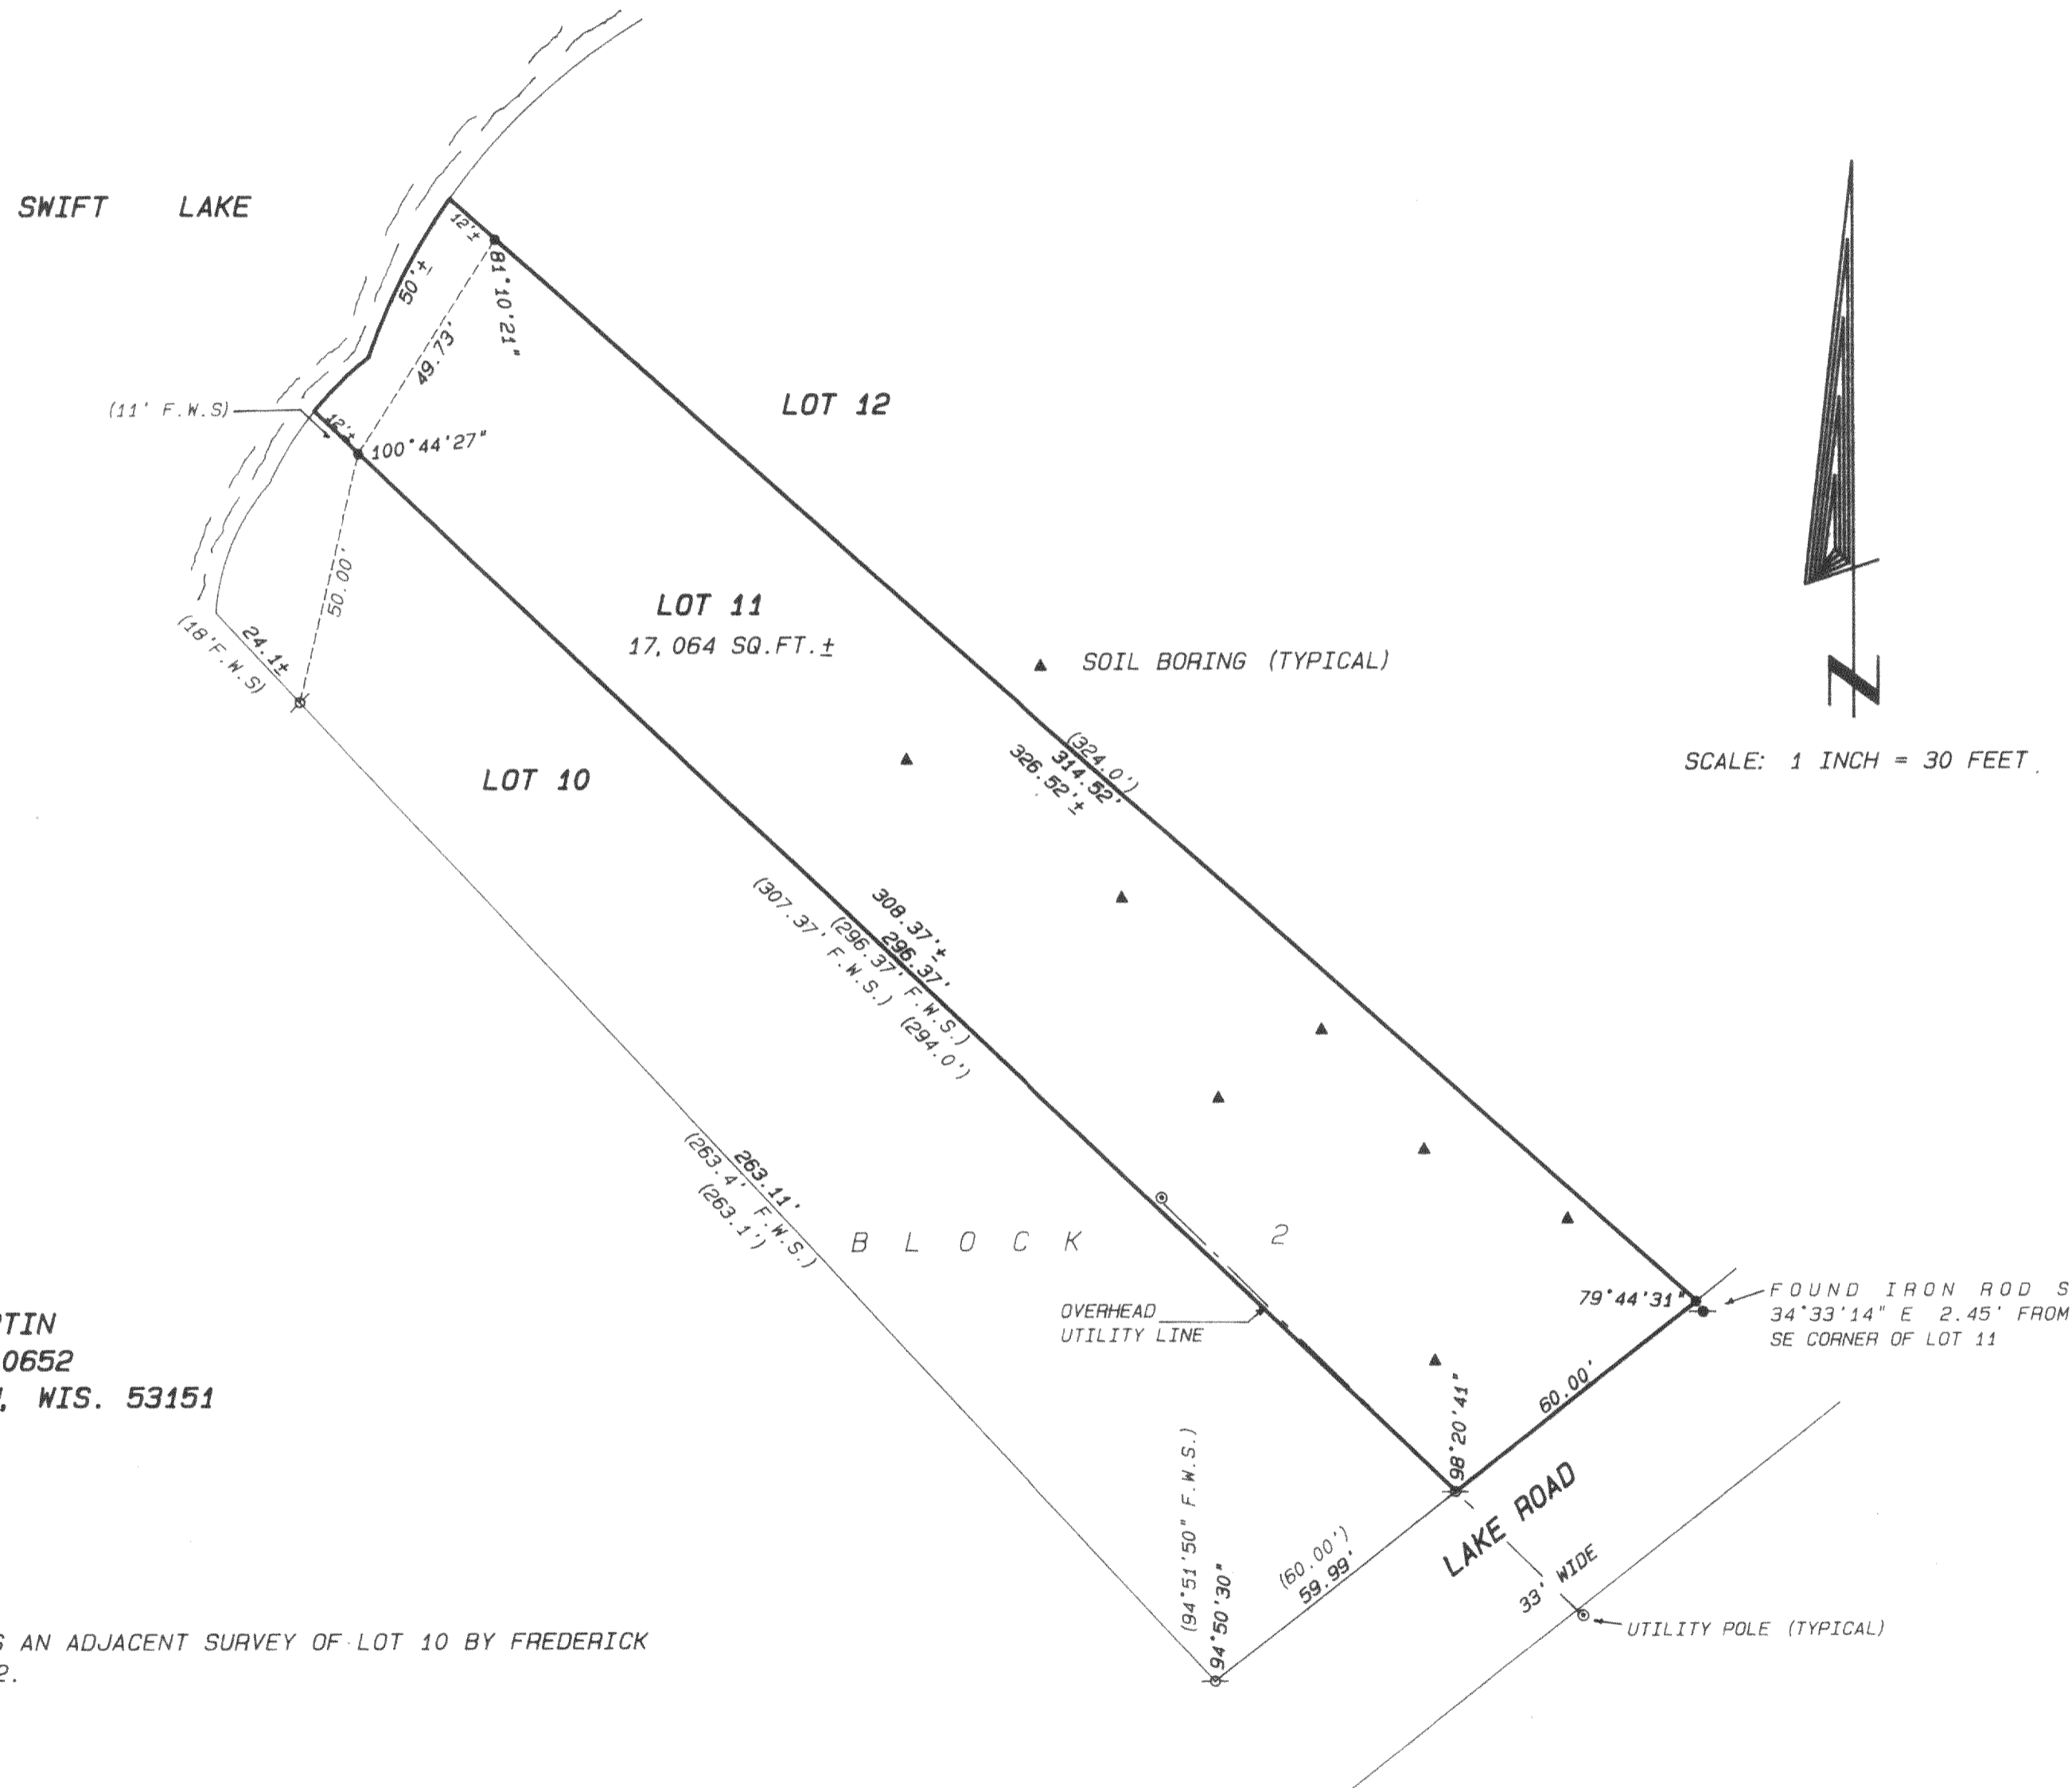 SWIFT LAKE
12'±
50'±
81°10'21"
49.73'
(11' F.W.S)
12'±
100°44'27"
LOT 12
50.00'
24.1±
(18'F.W.S)
LOT 11
17,064 SQ.FT.±
SOIL BORING (TYPICAL)
(324.0')
314.52'
326.52'±
SCALE: 1 INCH = 30 FEET
LOT 10
308.37'±
296.37'
(296.37' F.W.S.)
(307.37' F.W.S.) (294.0')
263.11'
(263.4' F.W.S.)
(263.1')
BLOCK 2
OVERHEAD
UTILITY LINE
79°44'31"
FOUND IRON ROD S
34°33'14" E 2.45' FROM
SE CORNER OF LOT 11
60.00'
98°20'41"
LAKE ROAD
33' WIDE
(60.00')
59.99'
(94°51'50" F.W.S.)
94°50'30"
UTILITY POLE (TYPICAL)
N
TIN
0652
, WIS. 53151
AN ADJACENT SURVEY OF LOT 10 BY FREDERICK
2.